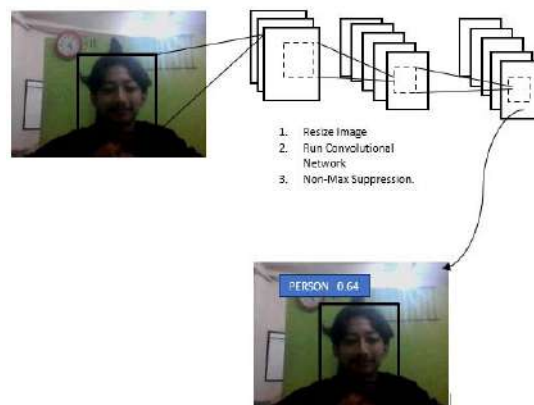 1. Resize Image
2. Run Convolutional
Network
3. Non-Max Suppression.
PERSON 0.64